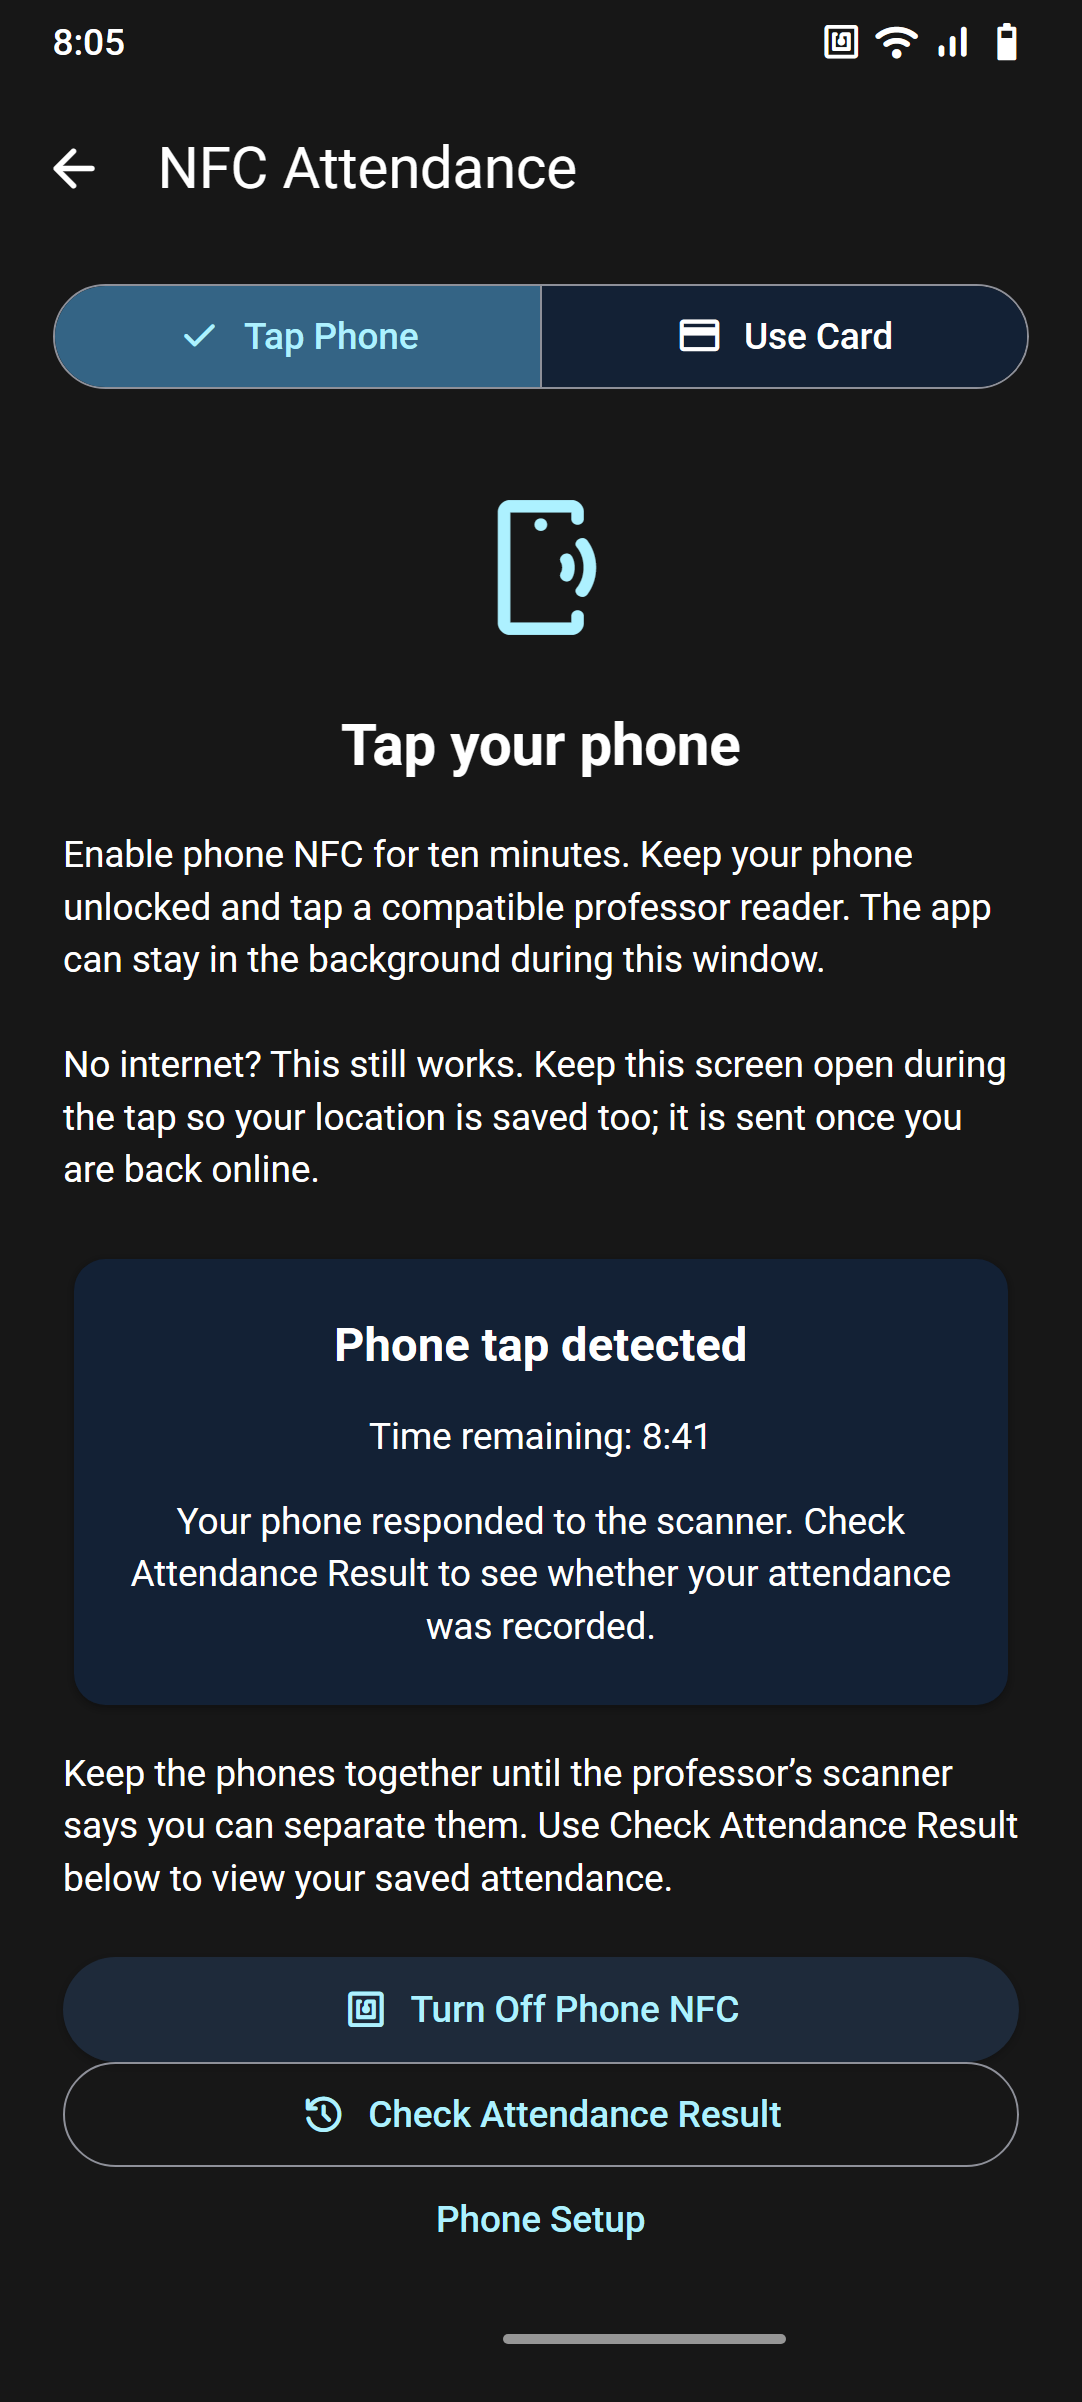 8:05
NFC Attendance
Tap Phone
Use Card
Tap your phone
Enable phone NFC for ten minutes. Keep your phone
unlocked and tap a compatible professor reader. The app
can stay in the background during this window.
No internet? This still works. Keep this screen open during
the tap so your location is saved too; it is sent once you
are back online.
Phone tap detected
Time remaining: 8:41
Your phone responded to the scanner. Check
Attendance Result to see whether your attendance
was recorded.
Keep the phones together until the professor’s scanner
says you can separate them. Use Check Attendance Result
below to view your saved attendance.
Turn Off Phone NFC
Check Attendance Result
Phone Setup